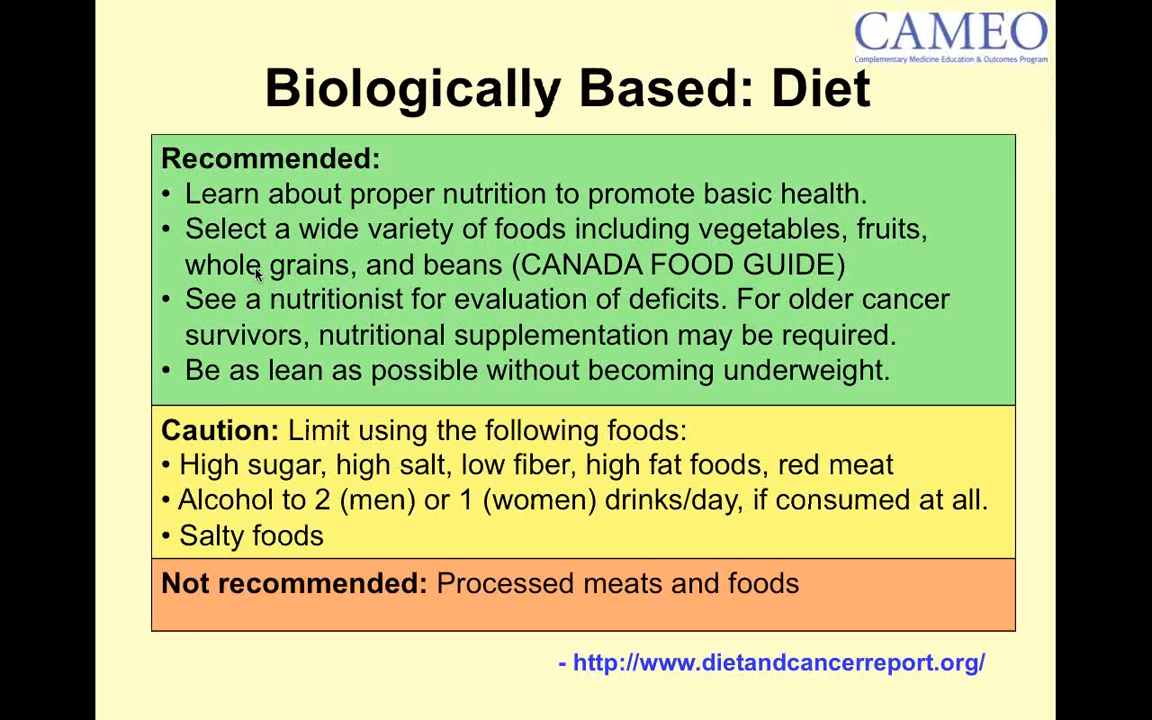 CAMEO
Complementary Medicine Education & Outcomes Program
Biologically Based: Diet
Recommended:
• Learn about proper nutrition to promote basic health.
• Select a wide variety of foods including vegetables, fruits,
whole grains, and beans (CANADA FOOD GUIDE)
• See a nutritionist for evaluation of deficits. For older cancer
survivors, nutritional supplementation may be required.
• Be as lean as possible without becoming underweight.
Caution: Limit using the following foods:
• High sugar, high salt, low fiber, high fat foods, red meat
• Alcohol to 2 (men) or 1 (women) drinks/day, if consumed at all.
• Salty foods
Not recommended: Processed meats and foods
- http://www.dietandcancerreport.org/